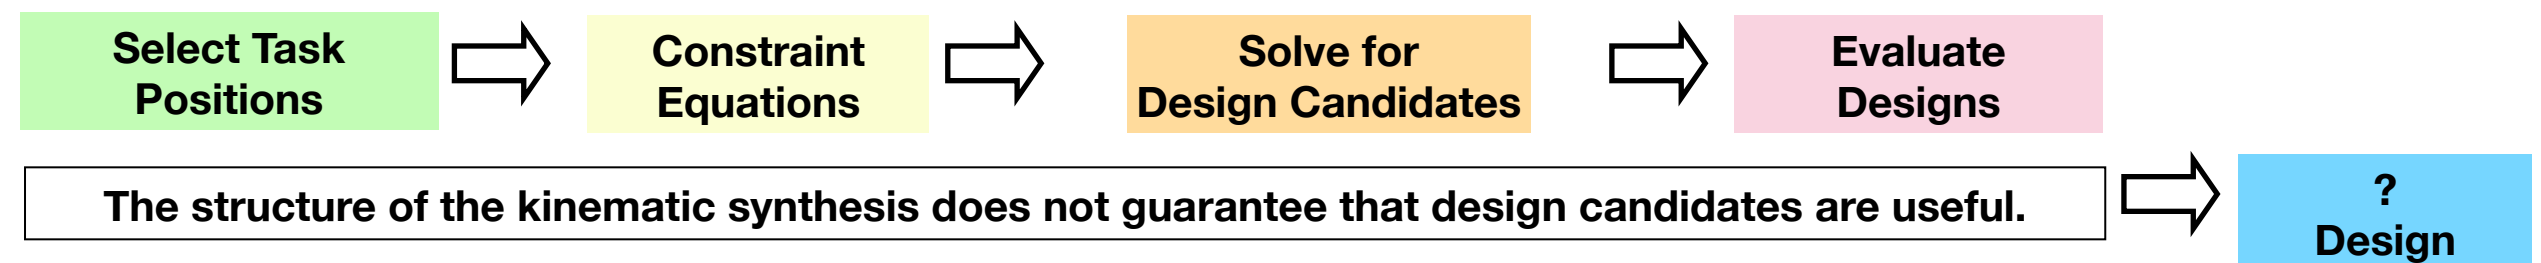 Select Task
Positions
Constraint
Equations
Solve for
Design Candidates
Evaluate
Designs
The structure of the kinematic synthesis does not guarantee that design candidates are useful.
?
Design